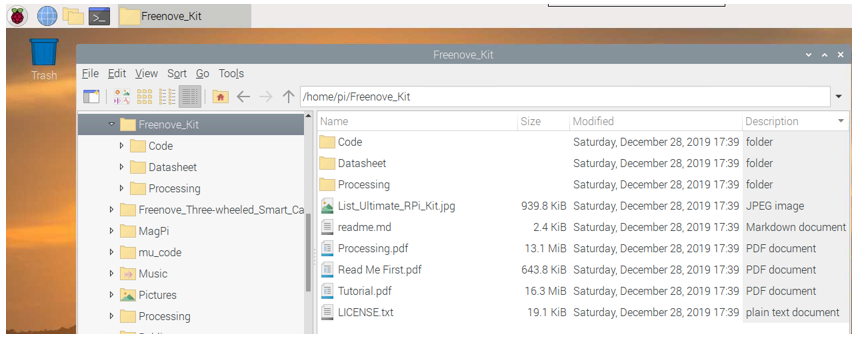 Freenove_Kit
Trash
Freenove_Kit
File Edit View Sort Go Tools
/home/pi/Freenove_Kit
Freenove_Kit
Code
Datasheet
Processing
Freenove_Three-wheeled_Smart_Ca
MagPi
mu_code
Music
Pictures
Processing
Name Size Modified Description
Code Saturday, December 28, 2019 17:39 folder
Datasheet Saturday, December 28, 2019 17:39 folder
Processing Saturday, December 28, 2019 17:39 folder
List_Ultimate_RPi_Kit.jpg 939.8 KiB Saturday, December 28, 2019 17:39 JPEG image
readme.md 2.4 KiB Saturday, December 28, 2019 17:39 Markdown document
Processing.pdf 13.1 MiB Saturday, December 28, 2019 17:39 PDF document
Read Me First.pdf 643.8 KiB Saturday, December 28, 2019 17:39 PDF document
Tutorial.pdf 16.3 MiB Saturday, December 28, 2019 17:39 PDF document
LICENSE.txt 19.1 KiB Saturday, December 28, 2019 17:39 plain text document